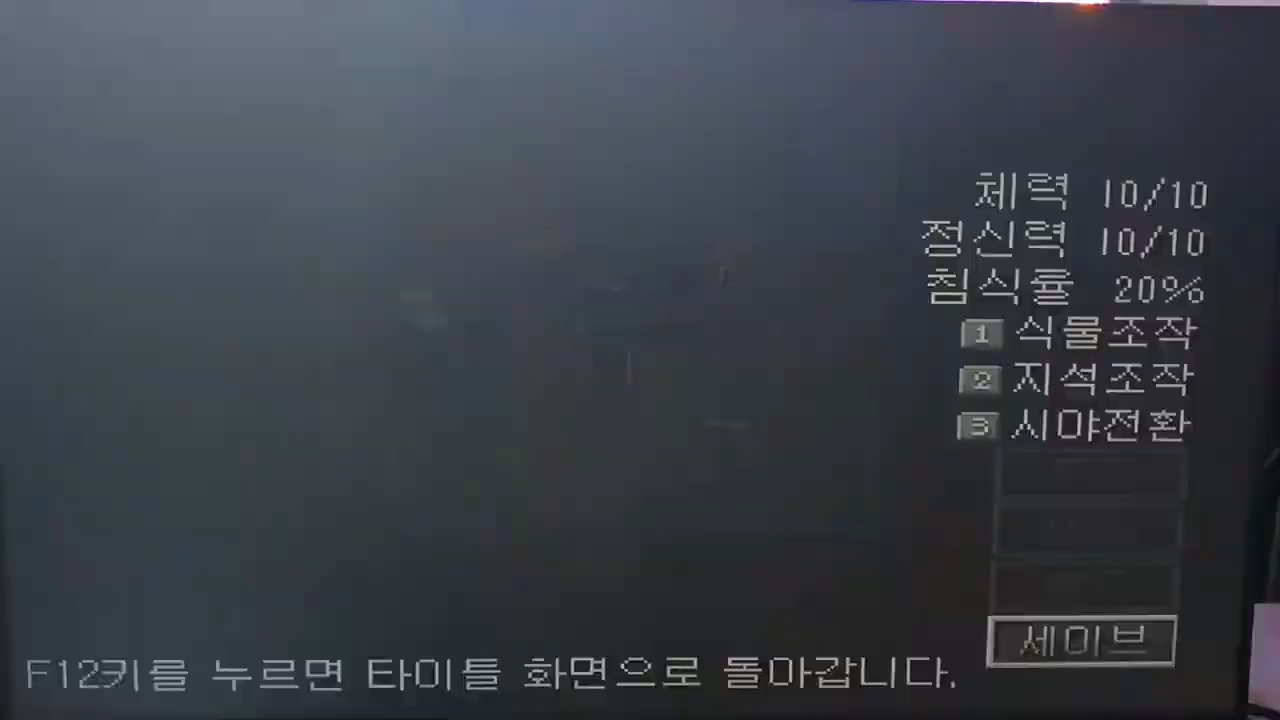 체력 10/10
정신력 10/10
침식률 20%
1 식물조작
2 지석조작
3 시야전환
세이브
F12키를 누르면 타이틀 화면으로 돌아갑니다.